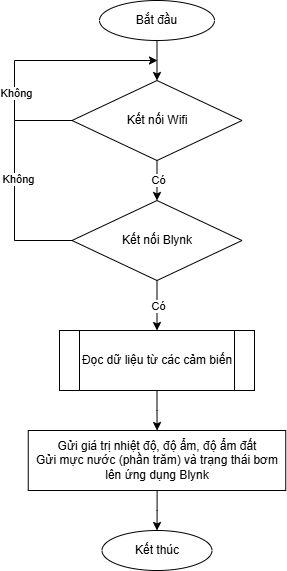 Bắt đầu
Không
Kết nối Wifi
Không
Có
Kết nối Blynk
Có
Đọc dữ liệu từ các cảm biến
Gửi giá trị nhiệt độ, độ ẩm, độ ẩm đất
Gửi mực nước (phần trăm) và trạng thái bơm
lên ứng dụng Blynk
Kết thúc